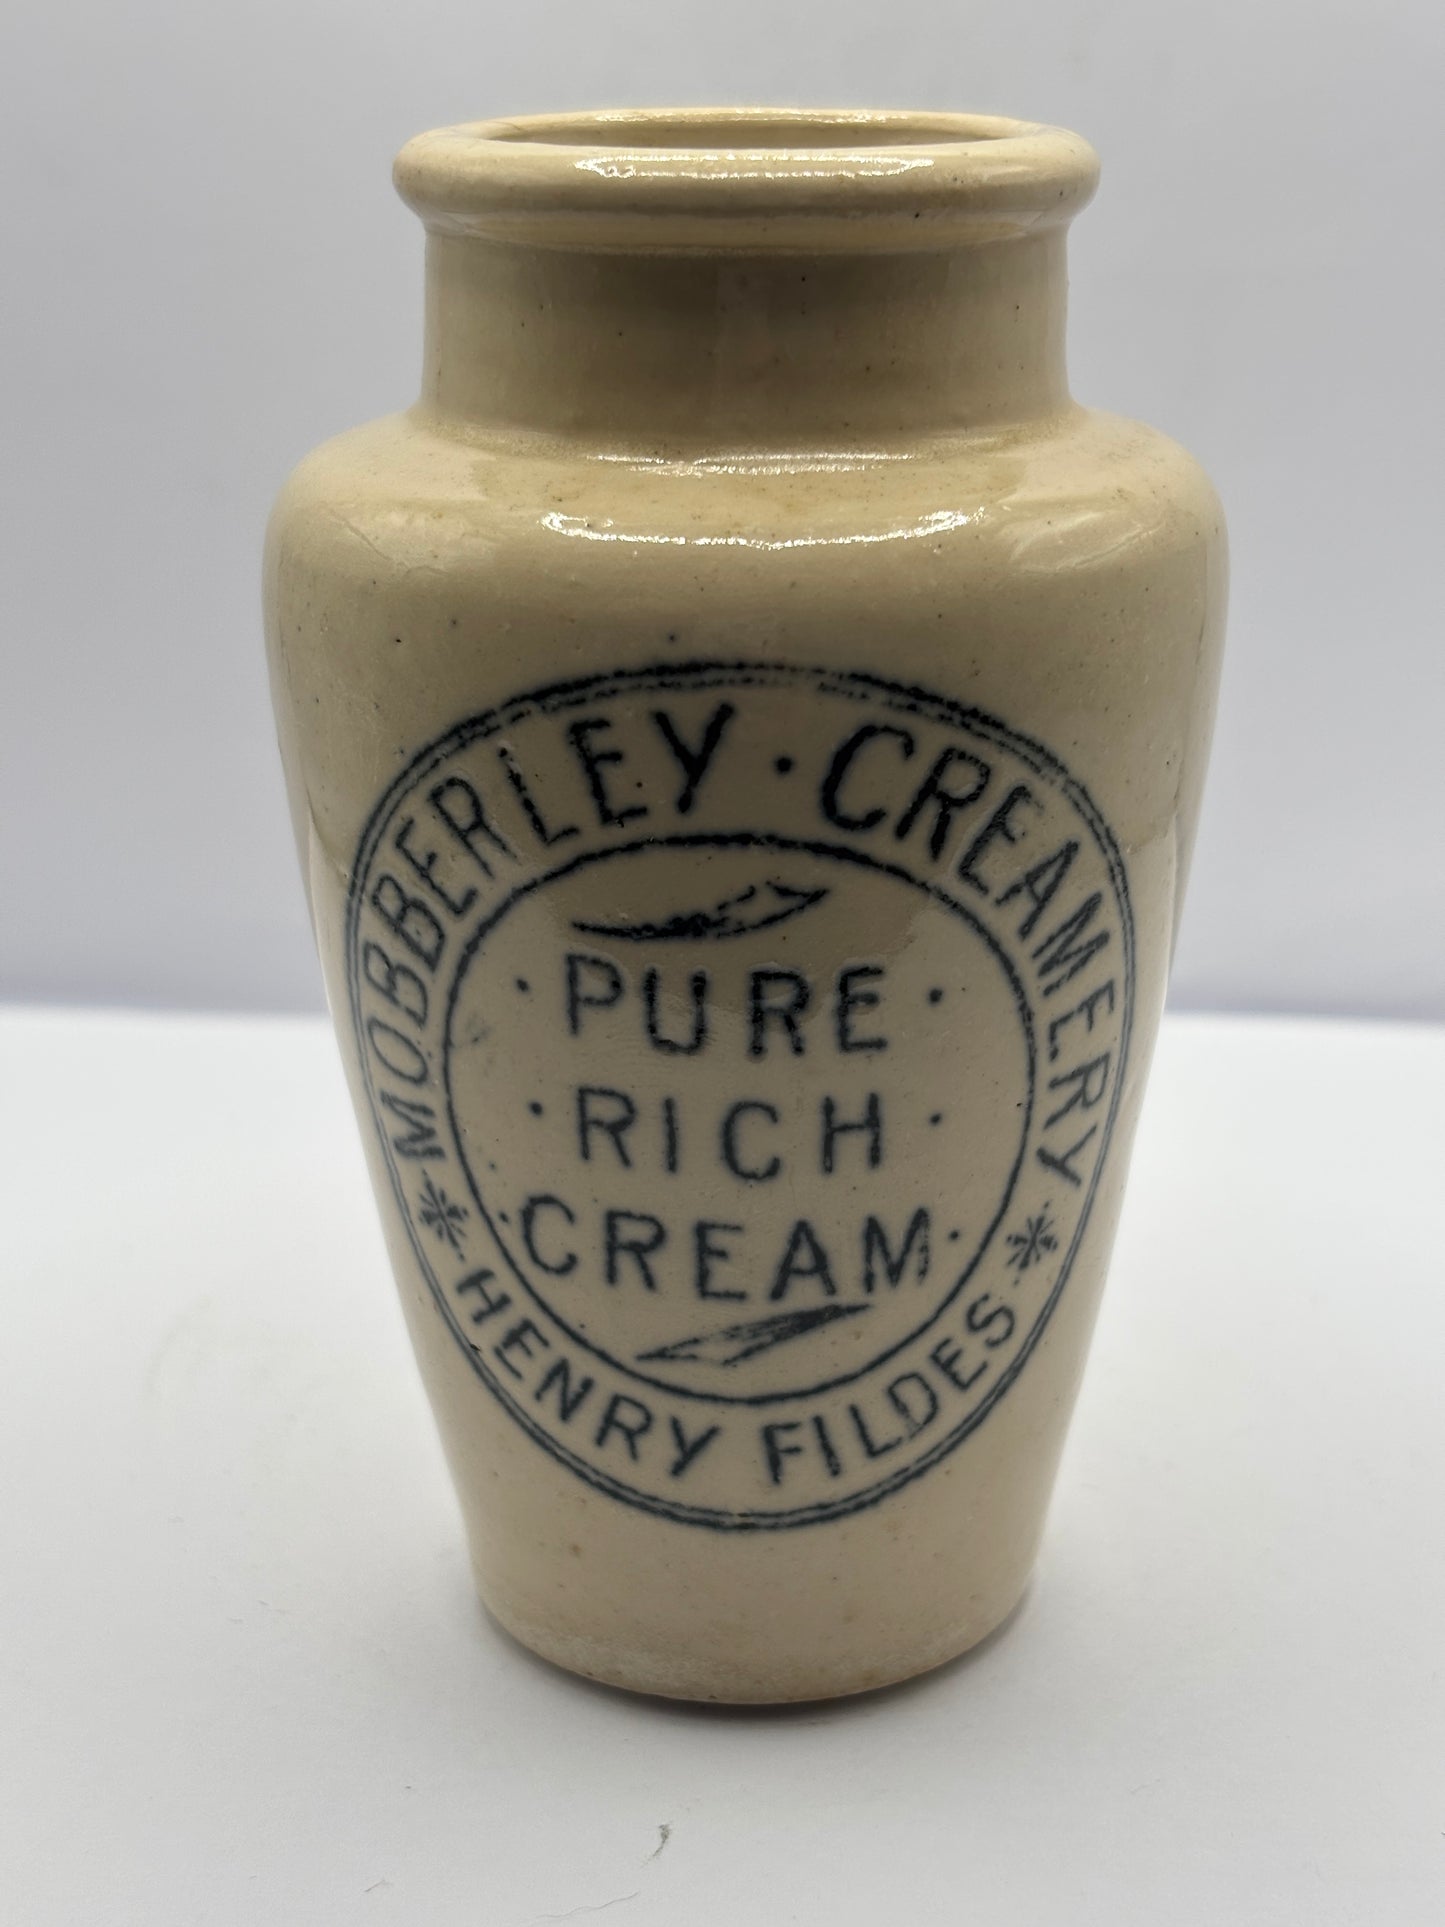 MOBBERLEY · CREAMERY
· PURE ·
· RICH ·
· CREAM ·
HENRY FILDES